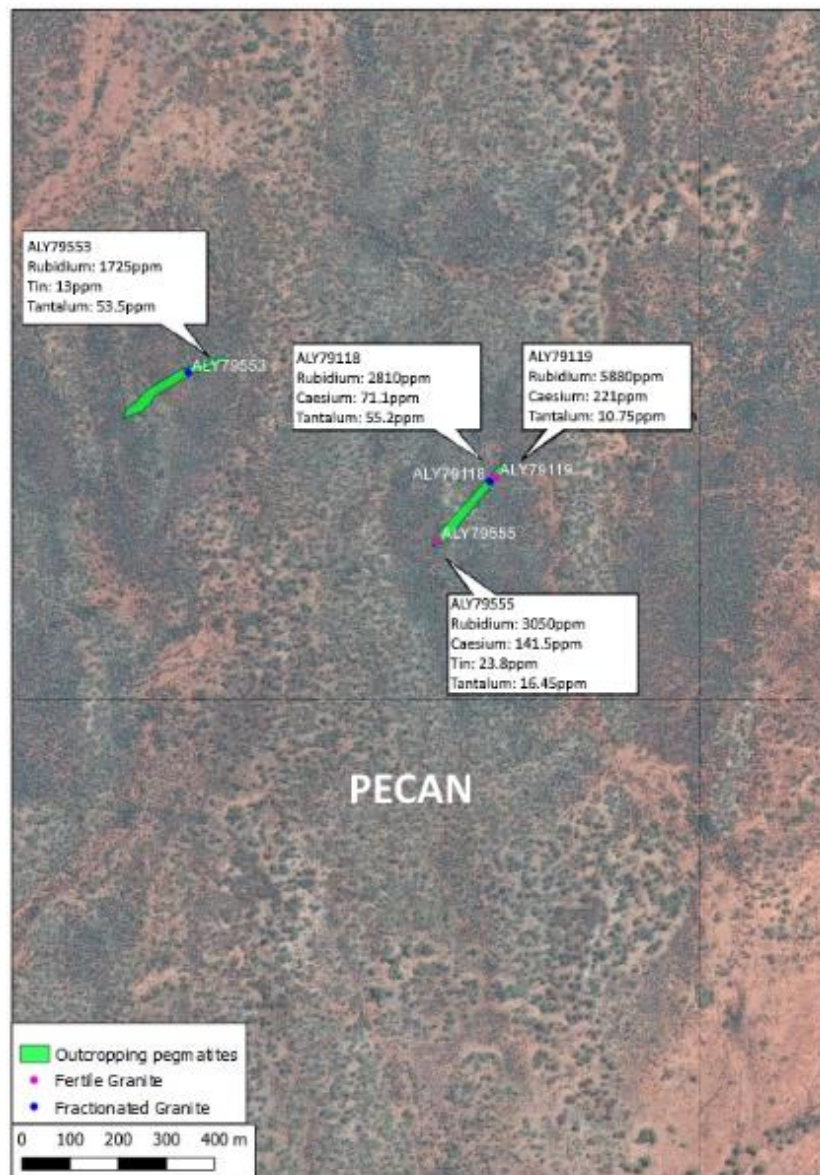 ALY79553
Rubidium: 1725ppm
Tin: 13ppm
Tantalum: 53.5ppm
ALY79553
ALY79118
Rubidium: 2810ppm
Caesium: 71.1ppm
Tantalum: 55.2ppm
ALY79119
Rubidium: 5880ppm
Caesium: 221ppm
Tantalum: 10.75ppm
ALY79118
ALY79119
ALY79555
ALY79555
Rubidium: 3050ppm
Caesium: 141.5ppm
Tin: 23.8ppm
Tantalum: 16.45ppm
PECAN
Outcropping pegmatites
Fertile Granite
Fractionated Granite
0 100 200 300 400 m